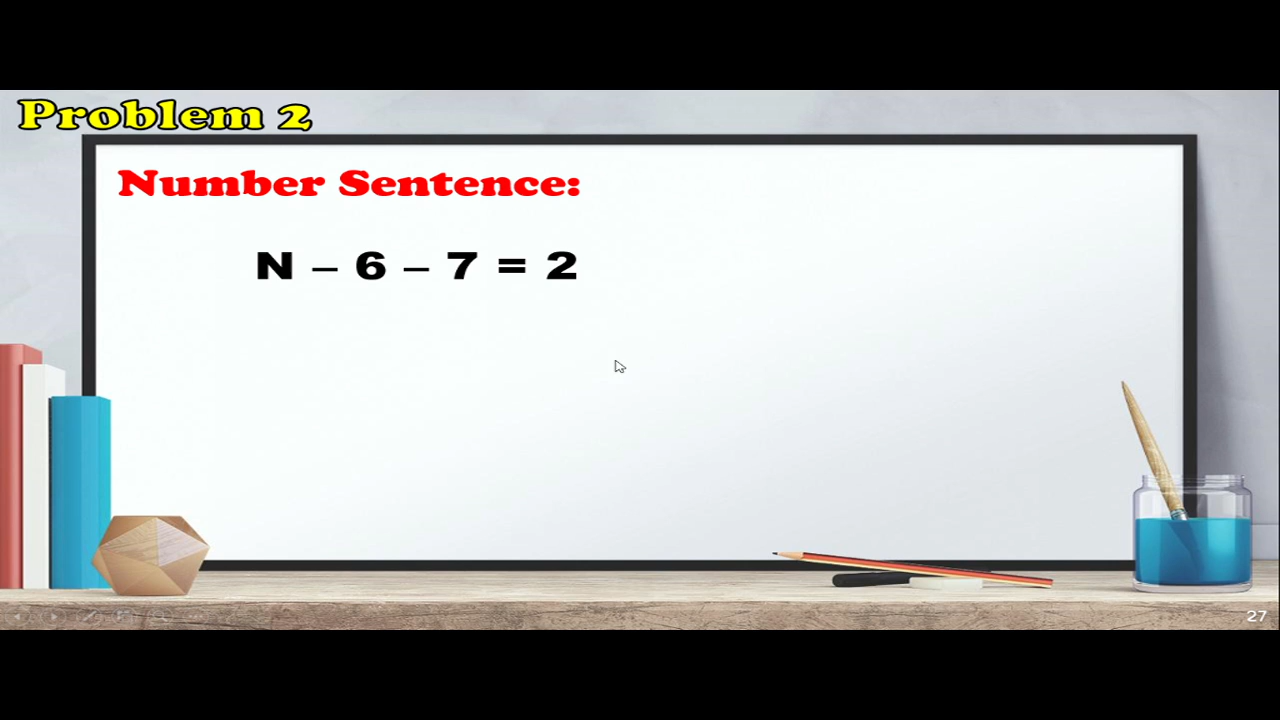 Problem 2
Number Sentence:
N – 6 – 7 = 2
27